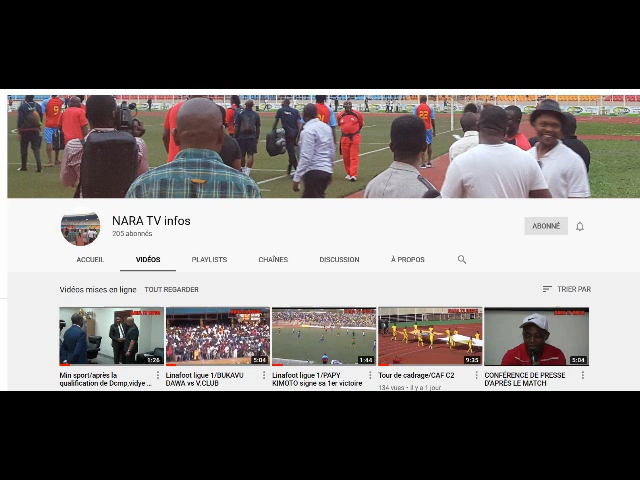 NARA TV infos
205 abonnés
ABONNÉ
ACCUEIL VIDÉOS PLAYLISTS CHAÎNES DISCUSSION À PROPOS
Vidéos mises en ligne TOUT REGARDER TRIER PAR
1:26 5:04 1:44 9:35 5:04
Min sport/après la qualification de Dcmp,vidye ...
Linafoot ligue 1/BUKAVU DAWA vs V.CLUB
Linafoot ligue 1/PAPY KIMOTO signe sa 1er victoire
Tour de cadrage/CAF C2
134 vues • il y a 1 jour
CONFÉRENCE DE PRESSE D'APRÈS LE MATCH